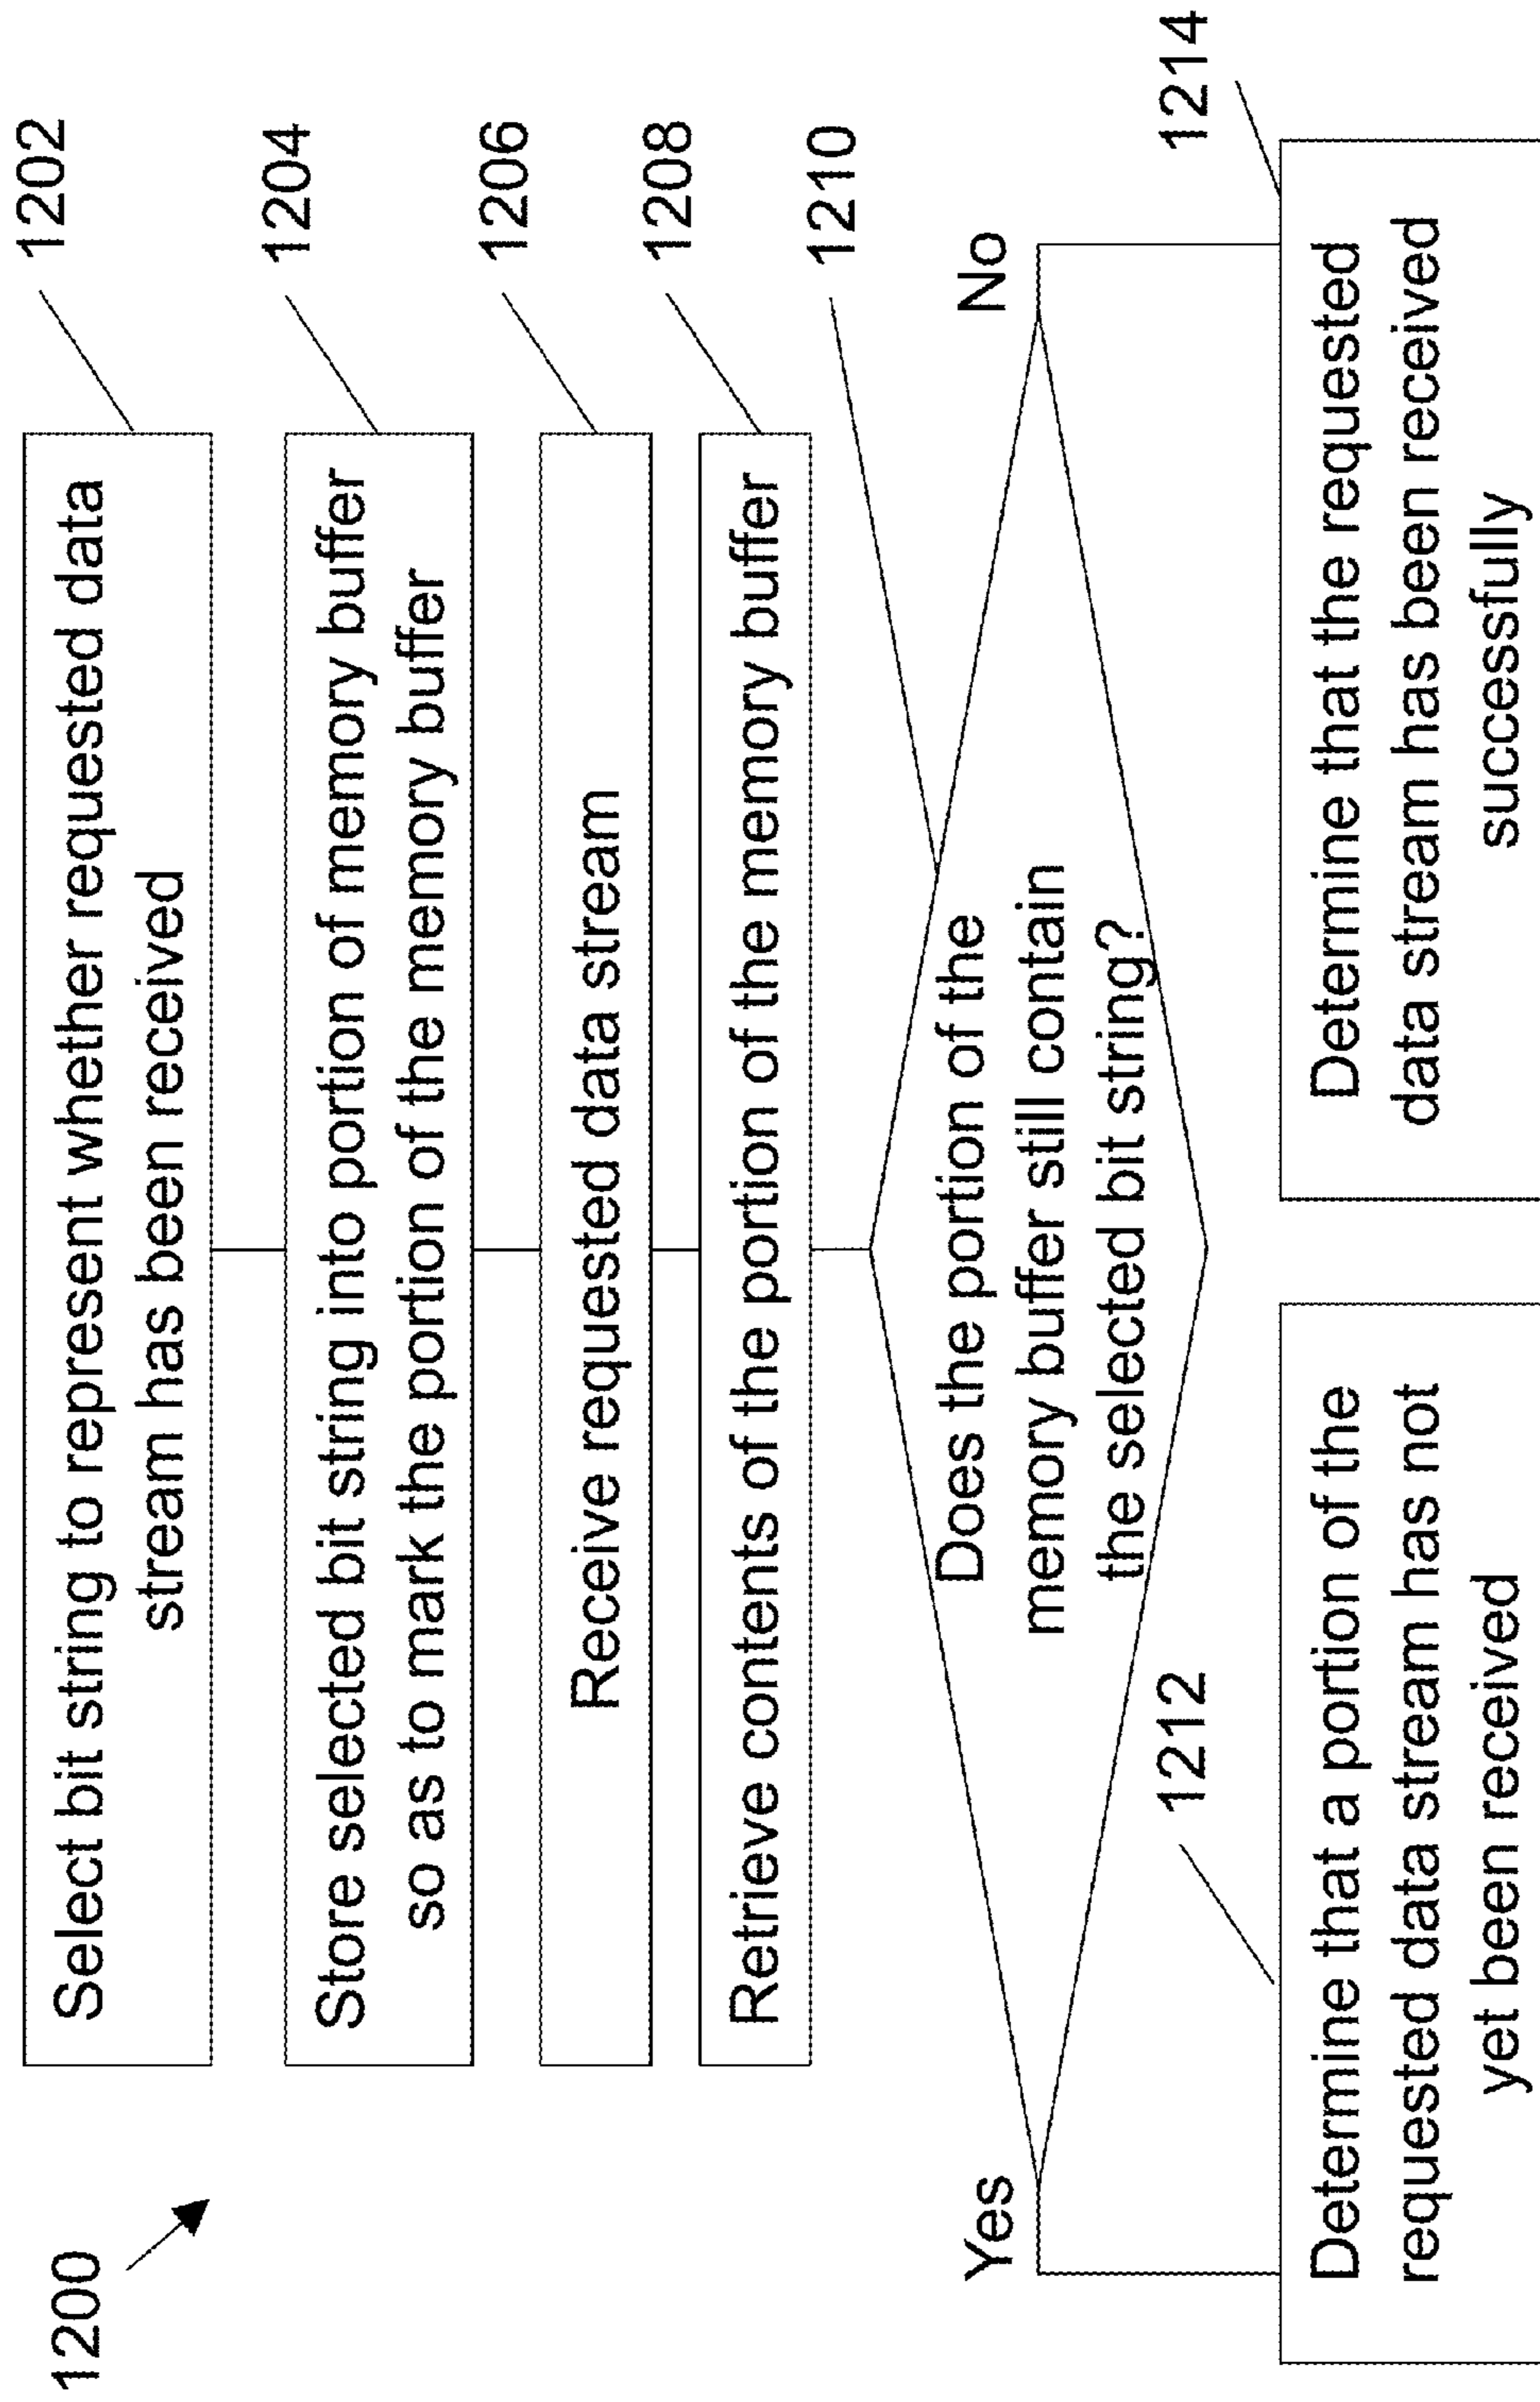 1200
Select bit string to represent whether requested data
stream has been received
1202
Store selected bit string into portion of memory buffer
so as to mark the portion of the memory buffer
1204
Receive requested data stream
1206
Retrieve contents of the portion of the memory buffer
1208
Does the portion of the
memory buffer still contain
the selected bit string?
1210
Yes
No
1212
Determine that a portion of the
requested data stream has not
yet been received
1214
Determine that the requested
data stream has been received
successfully